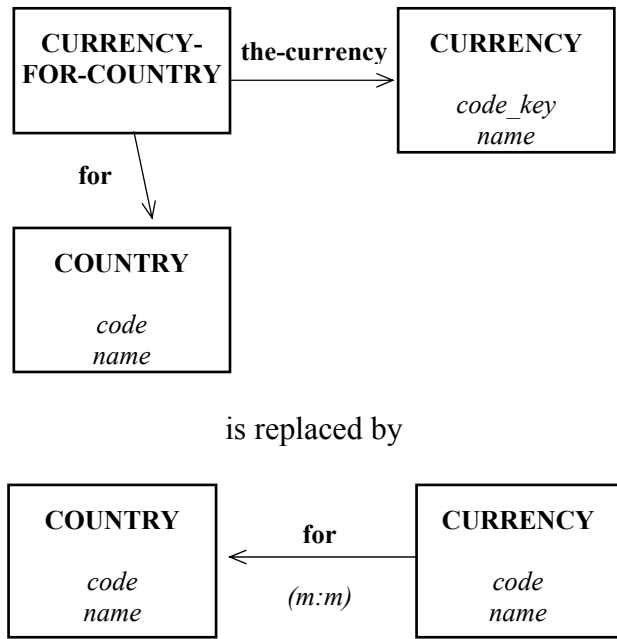 CURRENCY-
FOR-COUNTRY
the-currency
CURRENCY
code_key
name
for
COUNTRY
code
name
is replaced by
COUNTRY
code
name
for
(m:m)
CURRENCY
code
name